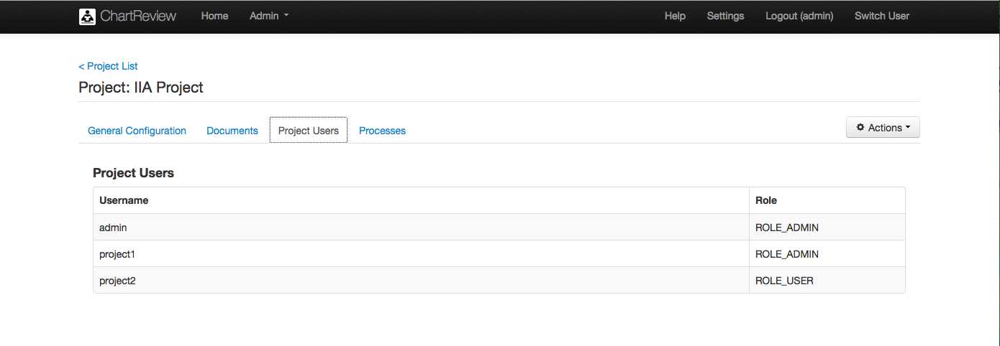 ChartReview Home Admin Help Settings Logout (admin) Switch User
< Project List
Project: IIA Project
General Configuration Documents Project Users Processes Actions
Project Users
Username Role
admin ROLE_ADMIN
project1 ROLE_ADMIN
project2 ROLE_USER